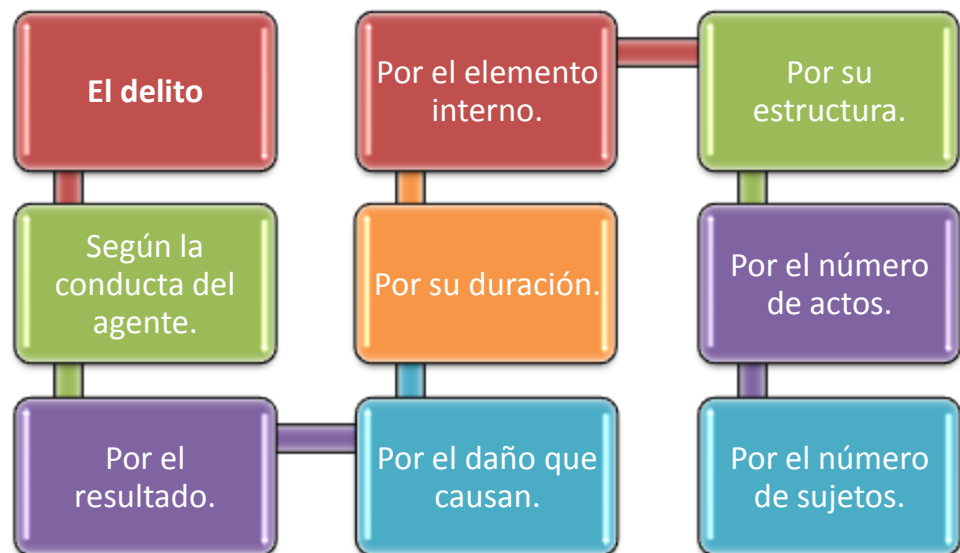 El delito
Según la
conducta del
agente.
Por el
resultado.
Por el daño que
causan.
Por su duración.
Por el elemento
interno.
Por su
estructura.
Por el número
de actos.
Por el número
de sujetos.